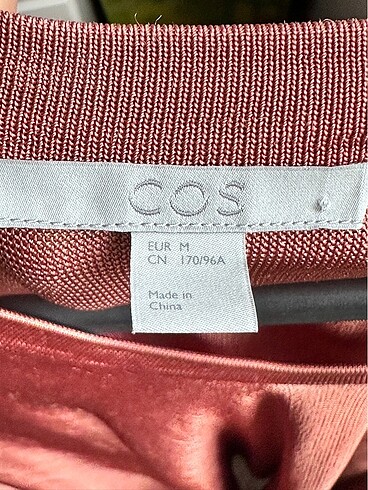 COS
EUR M
CN 170/96A
Made in
China